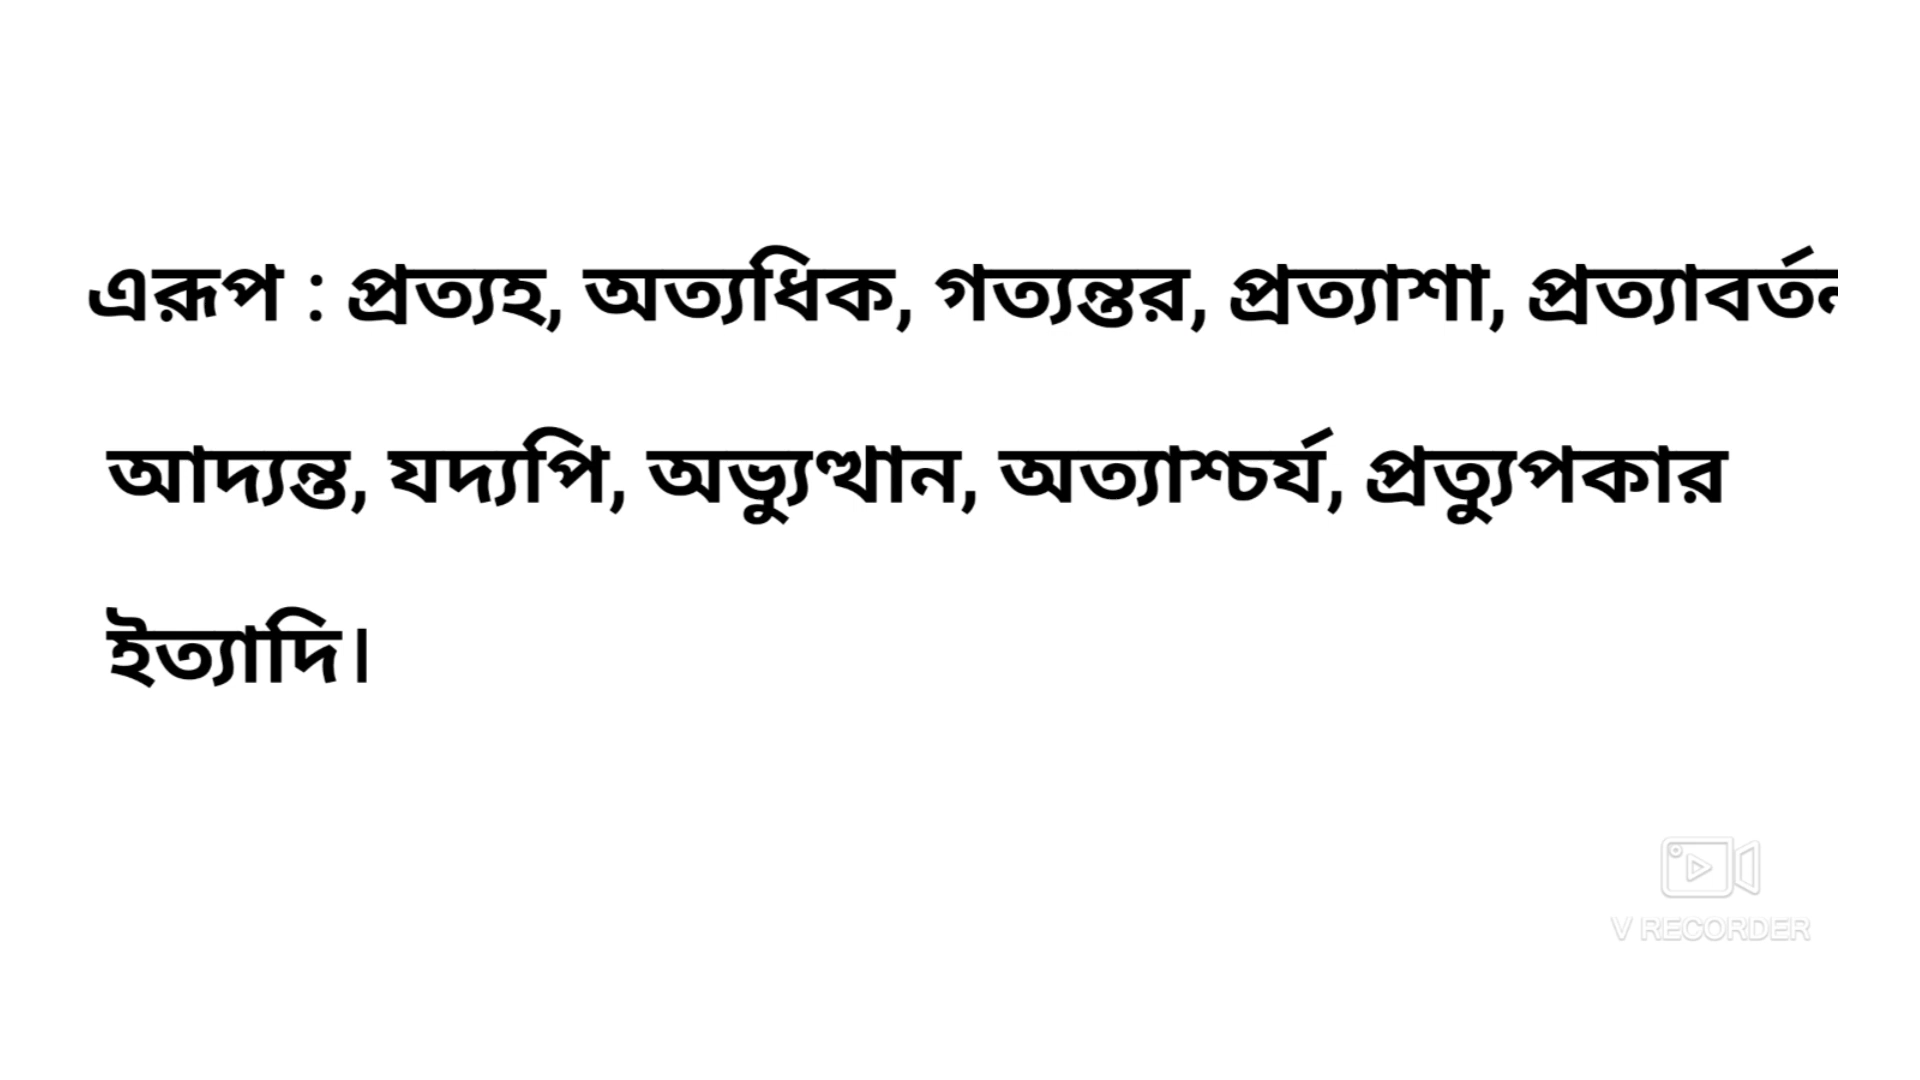 এরূপ : প্রত্যহ, অত্যধিক, গত্যন্তর, প্রত্যাশা, প্রত্যাবর্তন
আদ্যন্ত, যদ্যপি, অভ্যুত্থান, অত্যাশ্চর্য, প্রত্যুপকার
ইত্যাদি।
V RECORDER